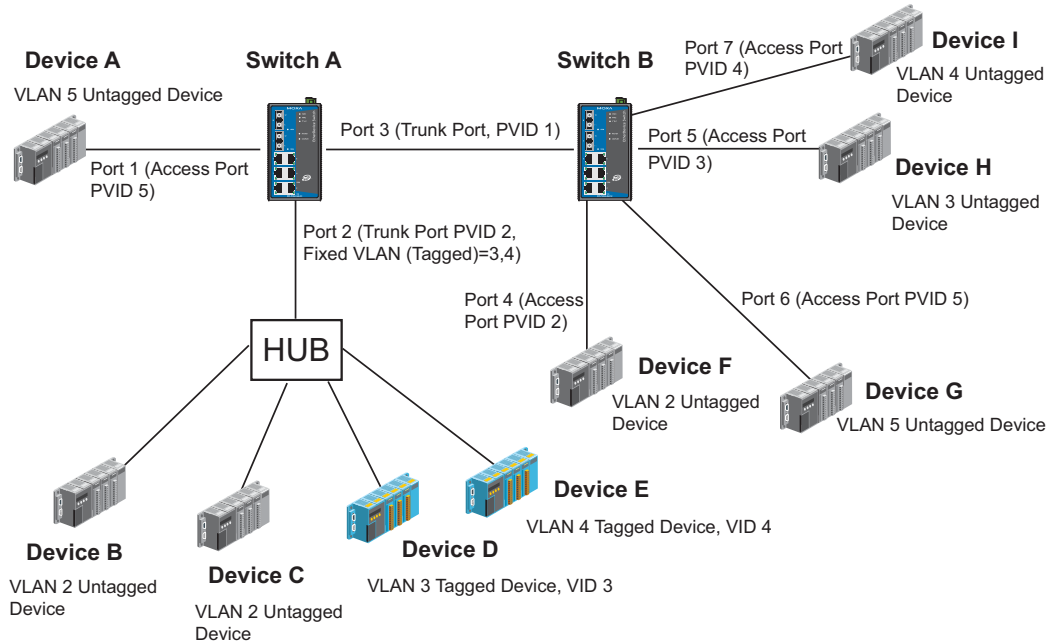 Device A
VLAN 5 Untagged Device
Switch A
Switch B
Port 7 (Access Port
PVID 4)
Device I
VLAN 4 Untagged
Device
MOXA
MOXA
Port 1 (Access Port
PVID 5)
Port 3 (Trunk Port, PVID 1)
Port 5 (Access Port
PVID 3)
Device H
VLAN 3 Untagged
Device
Port 2 (Trunk Port PVID 2,
Fixed VLAN (Tagged)=3,4)
Port 4 (Access
Port PVID 2)
Port 6 (Access Port PVID 5)
HUB
Device F
VLAN 2 Untagged
Device
Device G
VLAN 5 Untagged Device
Device E
VLAN 4 Tagged Device, VID 4
Device B
VLAN 2 Untagged
Device
Device C
VLAN 2 Untagged
Device
Device D
VLAN 3 Tagged Device, VID 3